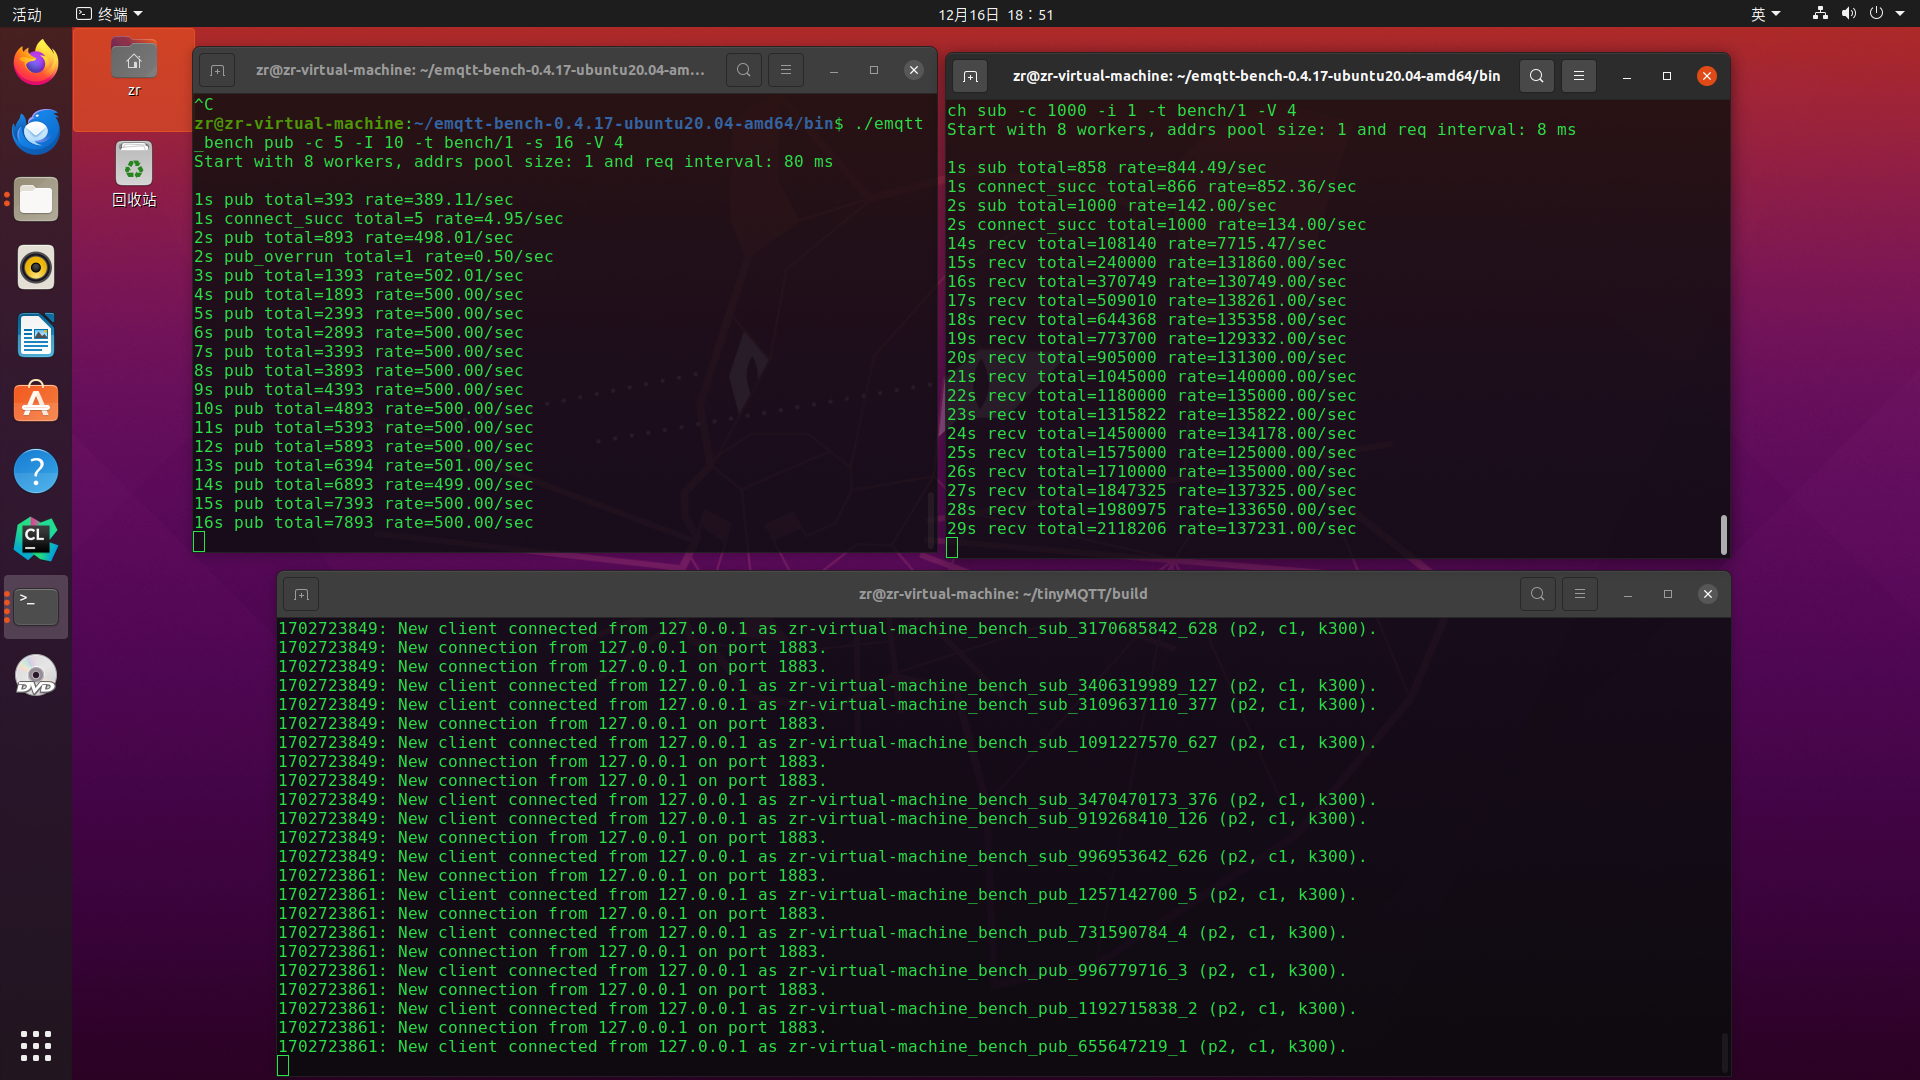 活动
终端
12月16日 18：51
英
zr
回收站
zr@zr-virtual-machine: ~/emqtt-bench-0.4.17-ubuntu20.04-am...
^C
zr@zr-virtual-machine:~/emqtt-bench-0.4.17-ubuntu20.04-amd64/bin$ ./emqtt
_bench pub -c 5 -I 10 -t bench/1 -s 16 -V 4
Start with 8 workers, addrs pool size: 1 and req interval: 80 ms
1s pub total=393 rate=389.11/sec
1s connect_succ total=5 rate=4.95/sec
2s pub total=893 rate=498.01/sec
2s pub_overrun total=1 rate=0.50/sec
3s pub total=1393 rate=502.01/sec
4s pub total=1893 rate=500.00/sec
5s pub total=2393 rate=500.00/sec
6s pub total=2893 rate=500.00/sec
7s pub total=3393 rate=500.00/sec
8s pub total=3893 rate=500.00/sec
9s pub total=4393 rate=500.00/sec
10s pub total=4893 rate=500.00/sec
11s pub total=5393 rate=500.00/sec
12s pub total=5893 rate=500.00/sec
13s pub total=6394 rate=501.00/sec
14s pub total=6893 rate=499.00/sec
15s pub total=7393 rate=500.00/sec
16s pub total=7893 rate=500.00/sec
zr@zr-virtual-machine: ~/emqtt-bench-0.4.17-ubuntu20.04-amd64/bin
ch sub -c 1000 -i 1 -t bench/1 -V 4
Start with 8 workers, addrs pool size: 1 and req interval: 8 ms
1s sub total=858 rate=844.49/sec
1s connect_succ total=866 rate=852.36/sec
2s sub total=1000 rate=142.00/sec
2s connect_succ total=1000 rate=134.00/sec
14s recv total=108140 rate=7715.47/sec
15s recv total=240000 rate=131860.00/sec
16s recv total=370749 rate=130749.00/sec
17s recv total=509010 rate=138261.00/sec
18s recv total=644368 rate=135358.00/sec
19s recv total=773700 rate=129332.00/sec
20s recv total=905000 rate=131300.00/sec
21s recv total=1045000 rate=140000.00/sec
22s recv total=1180000 rate=135000.00/sec
23s recv total=1315822 rate=135822.00/sec
24s recv total=1450000 rate=134178.00/sec
25s recv total=1575000 rate=125000.00/sec
26s recv total=1710000 rate=135000.00/sec
27s recv total=1847325 rate=137325.00/sec
28s recv total=1980975 rate=133650.00/sec
29s recv total=2118206 rate=137231.00/sec
zr@zr-virtual-machine: ~/tinyMQTT/build
1702723849: New client connected from 127.0.0.1 as zr-virtual-machine_bench_sub_3170685842_628 (p2, c1, k300).
1702723849: New connection from 127.0.0.1 on port 1883.
1702723849: New connection from 127.0.0.1 on port 1883.
1702723849: New client connected from 127.0.0.1 as zr-virtual-machine_bench_sub_3406319989_127 (p2, c1, k300).
1702723849: New client connected from 127.0.0.1 as zr-virtual-machine_bench_sub_3109637110_377 (p2, c1, k300).
1702723849: New connection from 127.0.0.1 on port 1883.
1702723849: New client connected from 127.0.0.1 as zr-virtual-machine_bench_sub_1091227570_627 (p2, c1, k300).
1702723849: New connection from 127.0.0.1 on port 1883.
1702723849: New connection from 127.0.0.1 on port 1883.
1702723849: New client connected from 127.0.0.1 as zr-virtual-machine_bench_sub_3470470173_376 (p2, c1, k300).
1702723849: New client connected from 127.0.0.1 as zr-virtual-machine_bench_sub_919268410_126 (p2, c1, k300).
1702723849: New connection from 127.0.0.1 on port 1883.
1702723849: New client connected from 127.0.0.1 as zr-virtual-machine_bench_sub_996953642_626 (p2, c1, k300).
1702723861: New connection from 127.0.0.1 on port 1883.
1702723861: New client connected from 127.0.0.1 as zr-virtual-machine_bench_pub_1257142700_5 (p2, c1, k300).
1702723861: New connection from 127.0.0.1 on port 1883.
1702723861: New client connected from 127.0.0.1 as zr-virtual-machine_bench_pub_731590784_4 (p2, c1, k300).
1702723861: New connection from 127.0.0.1 on port 1883.
1702723861: New client connected from 127.0.0.1 as zr-virtual-machine_bench_pub_996779716_3 (p2, c1, k300).
1702723861: New connection from 127.0.0.1 on port 1883.
1702723861: New client connected from 127.0.0.1 as zr-virtual-machine_bench_pub_1192715838_2 (p2, c1, k300).
1702723861: New connection from 127.0.0.1 on port 1883.
1702723861: New client connected from 127.0.0.1 as zr-virtual-machine_bench_pub_655647219_1 (p2, c1, k300).
CL
>_
DVD